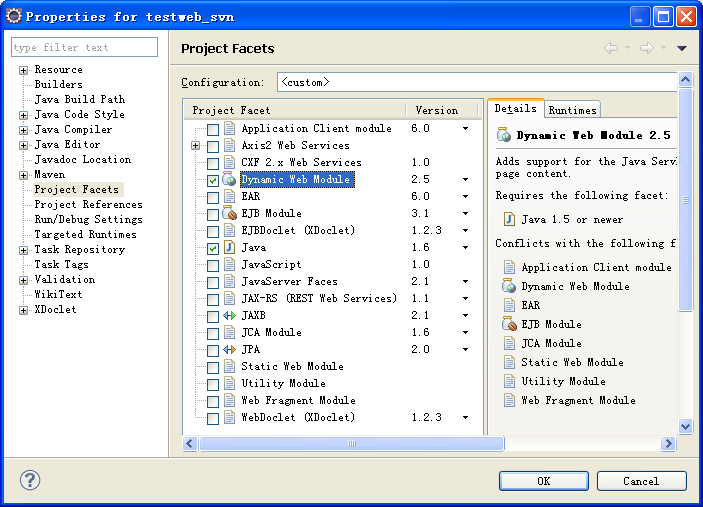 Properties for testweb_svn
type filter text
Resource
Builders
Java Build Path
Java Code Style
Java Compiler
Java Editor
Javadoc Location
Maven
Project Facets
Project References
Run/Debug Settings
Targeted Runtimes
Task Repository
Task Tags
Validation
WikiText
XDoclet
Project Facets
Configuration: <custom>
Project Facet Version
Application Client module 6.0
Axis2 Web Services
CXF 2.x Web Services 1.0
Dynamic Web Module 2.5
EAR 6.0
EJB Module 3.1
EJBDoclet (XDoclet) 1.2.3
Java 1.6
JavaScript 1.0
JavaServer Faces 2.1
JAX-RS (REST Web Services) 1.1
JAXB 2.1
JCA Module 1.6
JPA 2.0
Static Web Module
Utility Module
Web Fragment Module
WebDoclet (XDoclet) 1.2.3
Details Runtimes
Dynamic Web Module 2.5
Adds support for the Java Serv
page content.
Requires the following facet:
Java 1.5 or newer
Conflicts with the following f
Application Client module
Dynamic Web Module
EAR
EJB Module
JCA Module
Static Web Module
Utility Module
Web Fragment Module
OK Cancel